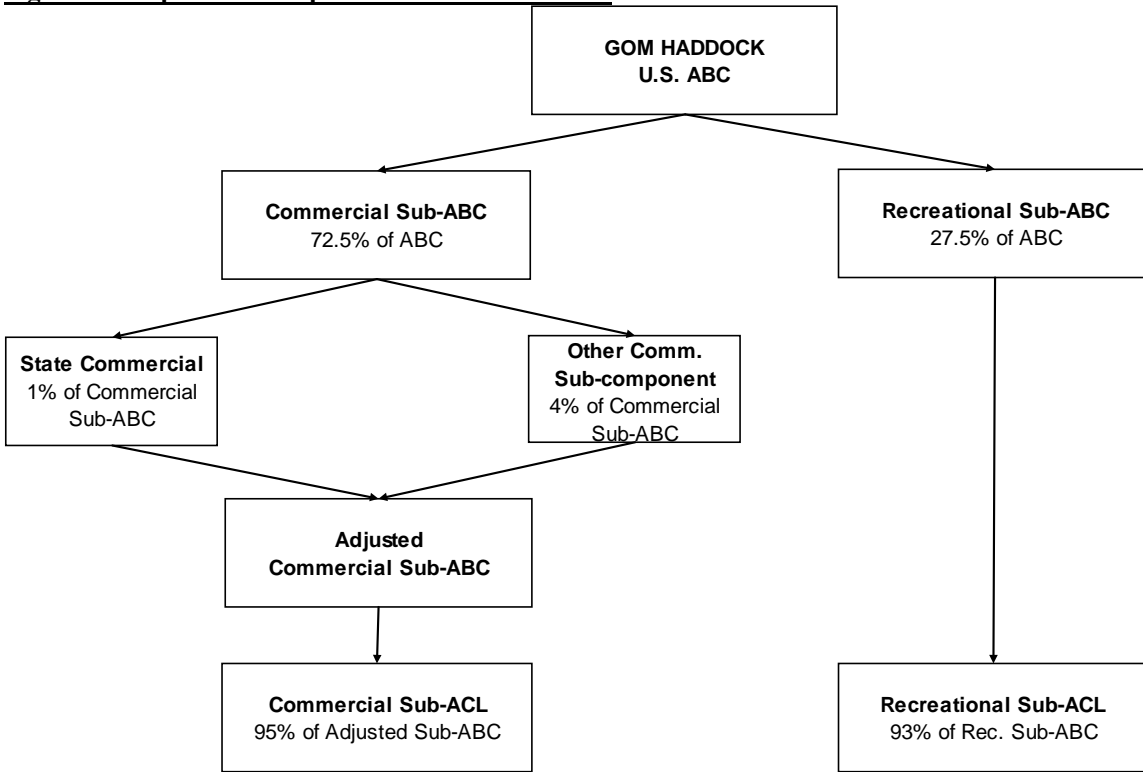 GOM HADDOCK
U.S. ABC
Commercial Sub-ABC
72.5% of ABC
Recreational Sub-ABC
27.5% of ABC
State Commercial
1% of Commercial
Sub-ABC
Other Comm.
Sub-component
4% of Commercial
Sub-ABC
Adjusted
Commercial Sub-ABC
Commercial Sub-ACL
95% of Adjusted Sub-ABC
Recreational Sub-ACL
93% of Rec. Sub-ABC